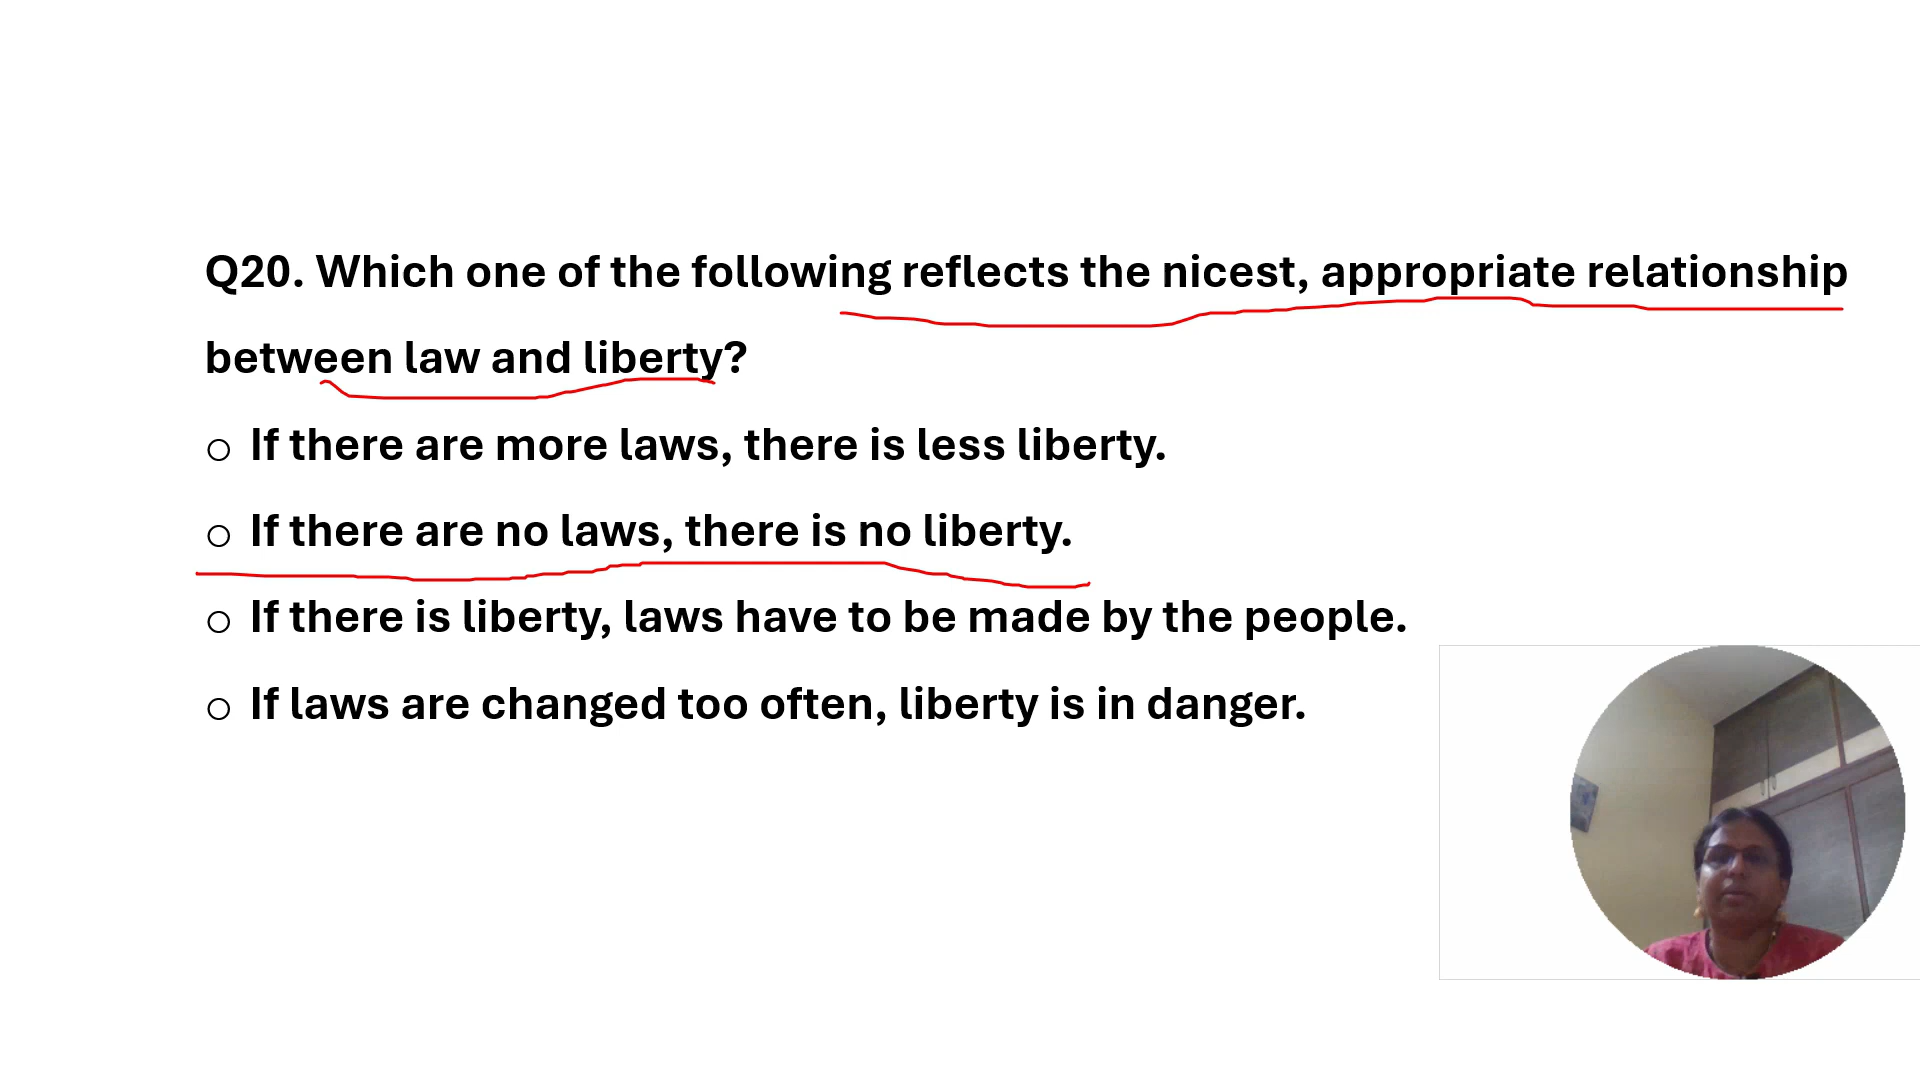 Q20. Which one of the following reflects the nicest, appropriate relationship
between law and liberty?
o If there are more laws, there is less liberty.
o If there are no laws, there is no liberty.
o If there is liberty, laws have to be made by the people.
o If laws are changed too often, liberty is in danger.